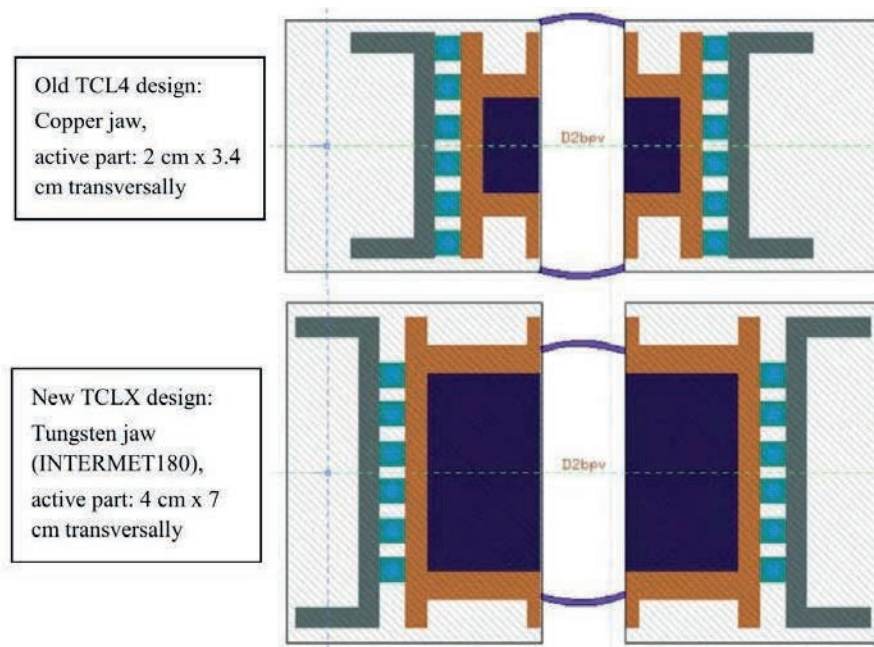 Old TCL4 design:
Copper jaw,
active part: 2 cm x 3.4
cm transversally
D2bpv
New TCLX design:
Tungsten jaw
(INTERMET180),
active part: 4 cm x 7
cm transversally
D2bpv